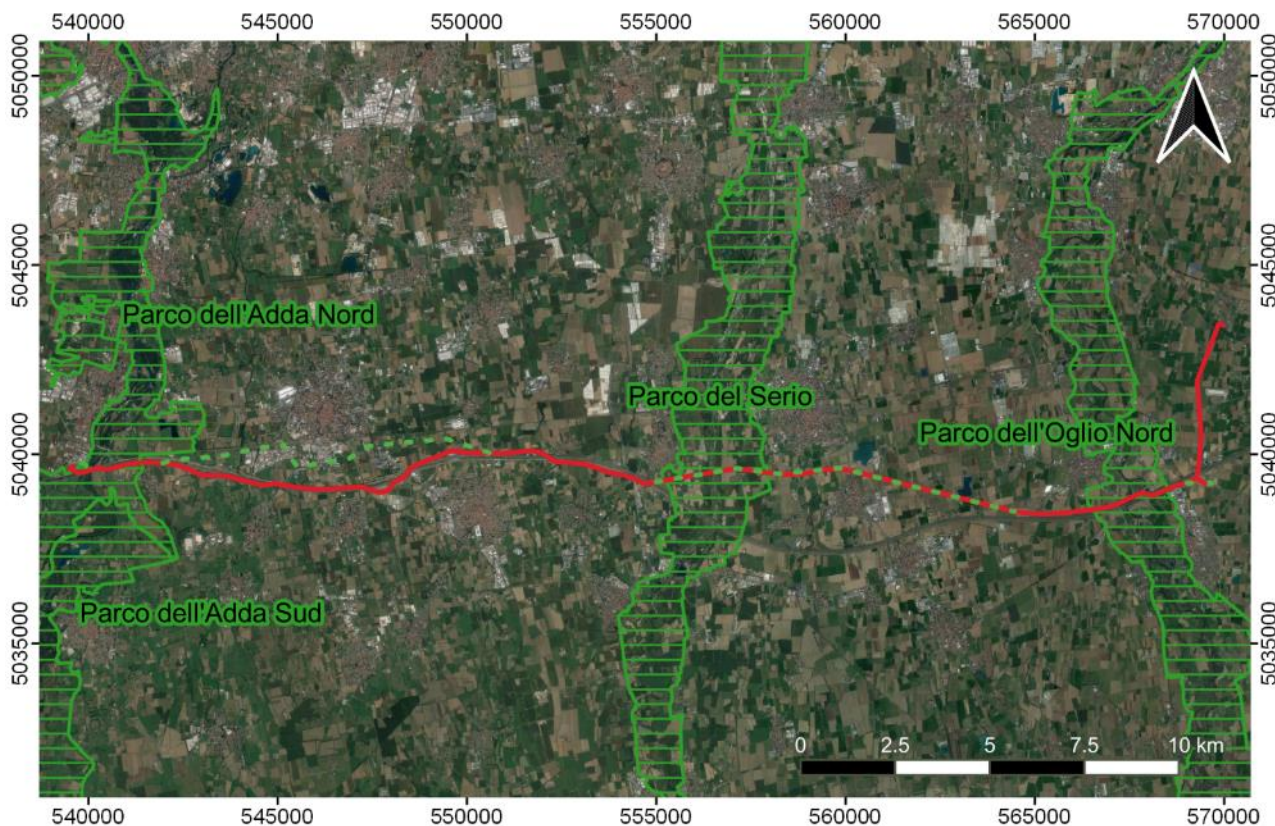 540000 545000 550000 555000 560000 565000 570000
5050000 5050000
5045000 5045000
Parco dell'Adda Nord
Parco del Serio
Parco dell'Oglio Nord
5040000 5040000
Parco dell'Adda Sud
5035000 5035000
0 2.5 5 7.5 10 km
540000 545000 550000 555000 560000 565000 570000